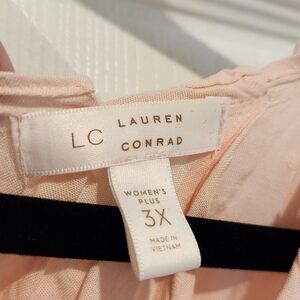 LC LAUREN
CONRAD
WOMEN'S
PLUS
3X
MADE IN
VIETNAM